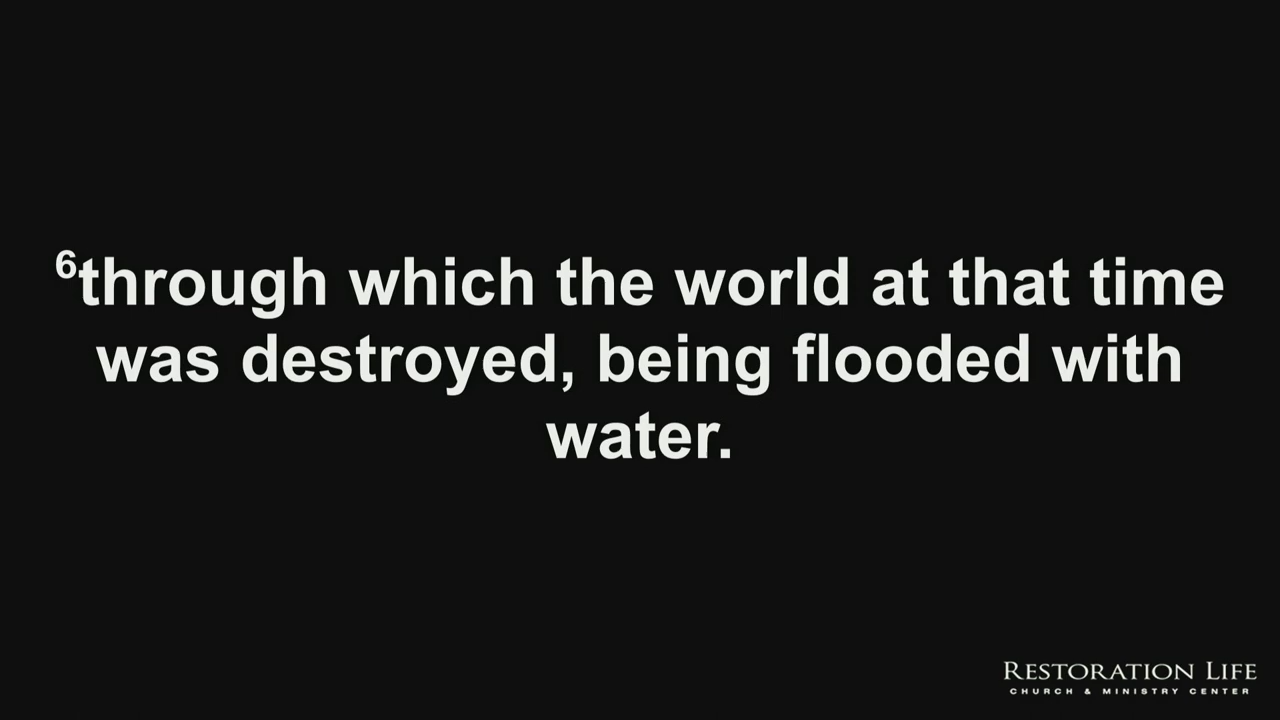 ⁶through which the world at that time
was destroyed, being flooded with
water.
RESTORATION LIFE
CHURCH & MINISTRY CENTER